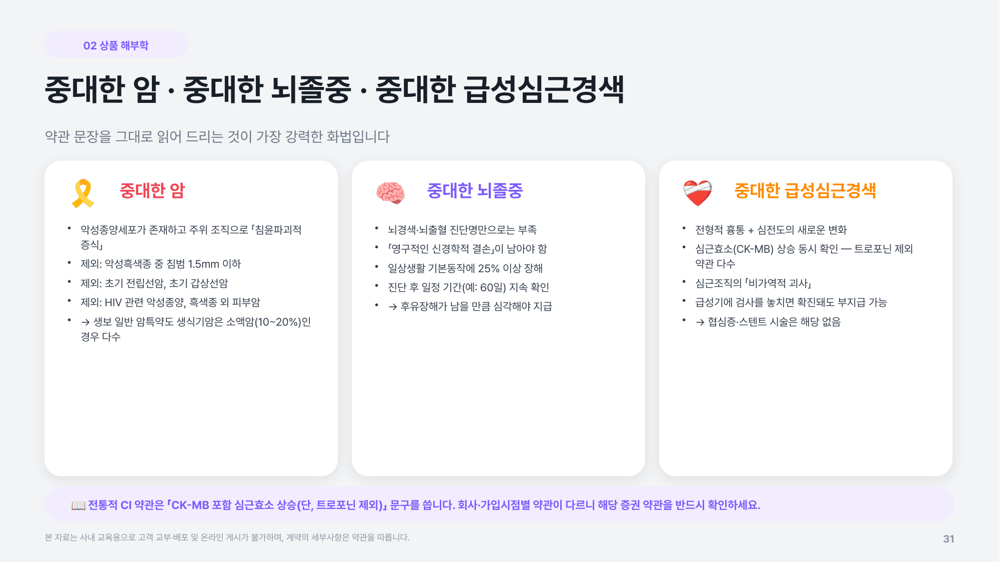 02 상품 해부학
중대한 암 · 중대한 뇌졸중 · 중대한 급성심근경색
약관 문장을 그대로 읽어 드리는 것이 가장 강력한 화법입니다
중대한 암
• 악성종양세포가 존재하고 주위 조직으로 「침윤파괴적
증식」
• 제외: 악성흑색종 중 침범 1.5mm 이하
• 제외: 초기 전립선암, 초기 갑상선암
• 제외: HIV 관련 악성종양, 흑색종 외 피부암
• → 생보 일반 암특약도 생식기암은 소액암(10~20%)인
경우 다수
중대한 뇌졸중
• 뇌경색·뇌출혈 진단명만으로는 부족
• 「영구적인 신경학적 결손」이 남아야 함
• 일상생활 기본동작에 25% 이상 장해
• 진단 후 일정 기간(예: 60일) 지속 확인
• → 후유장해가 남을 만큼 심각해야 지급
중대한 급성심근경색
• 전형적 흉통 + 심전도의 새로운 변화
• 심근효소(CK-MB) 상승 동시 확인 — 트로포닌 제외
약관 다수
• 심근조직의 「비가역적 괴사」
• 급성기에 검사를 놓치면 확진돼도 부지급 가능
• → 협심증·스텐트 시술은 해당 없음
📖 전통적 CI 약관은 「CK-MB 포함 심근효소 상승(단, 트로포닌 제외)」 문구를 씁니다. 회사·가입시점별 약관이 다르니 해당 증권 약관을 반드시 확인하세요.
본 자료는 사내 교육용으로 고객 교부·배포 및 온라인 게시가 불가하며, 계약의 세부사항은 약관을 따릅니다.
31